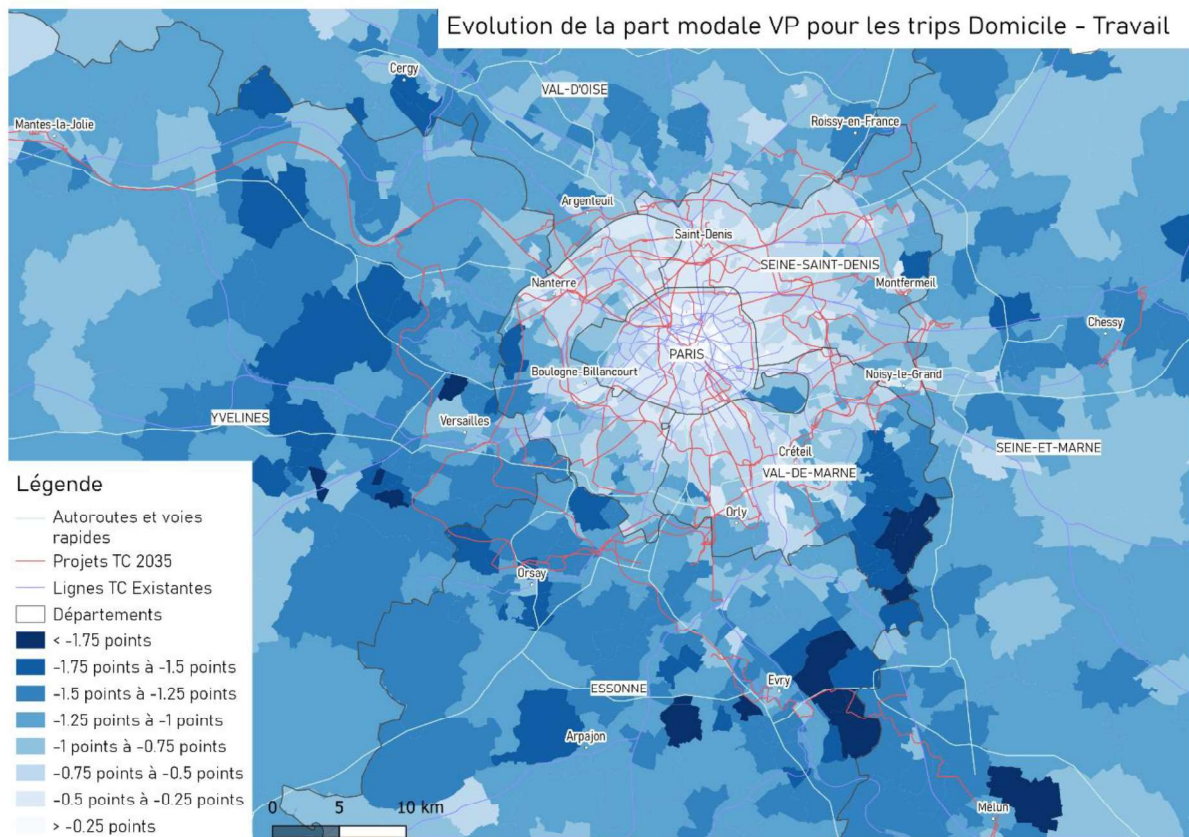 Evolution de la part modale VP pour les trips Domicile - Travail
Cergy
VAL-D'OISE
Mantes-la-Jolie
Roissy-en-France
Argenteuil
Saint-Denis
SEINE-SAINT-DENIS
Nanterre
Montfermeil
Chessy
PARIS
Boulogne-Billancourt
Noisy-le-Grand
YVELINES
Versailles
SEINE-ET-MARNE
Créteil
VAL-DE-MARNE
Orly
Orsay
Evry
ESSONNE
Arpajon
Melun
Légende
Autoroutes et voies
rapides
Projets TC 2035
Lignes TC Existantes
Départements
< -1.75 points
-1.75 points à -1.5 points
-1.5 points à -1.25 points
-1.25 points à -1 points
-1 points à -0.75 points
-0.75 points à -0.5 points
-0.5 points à -0.25 points
> -0.25 points
0 5 10 km